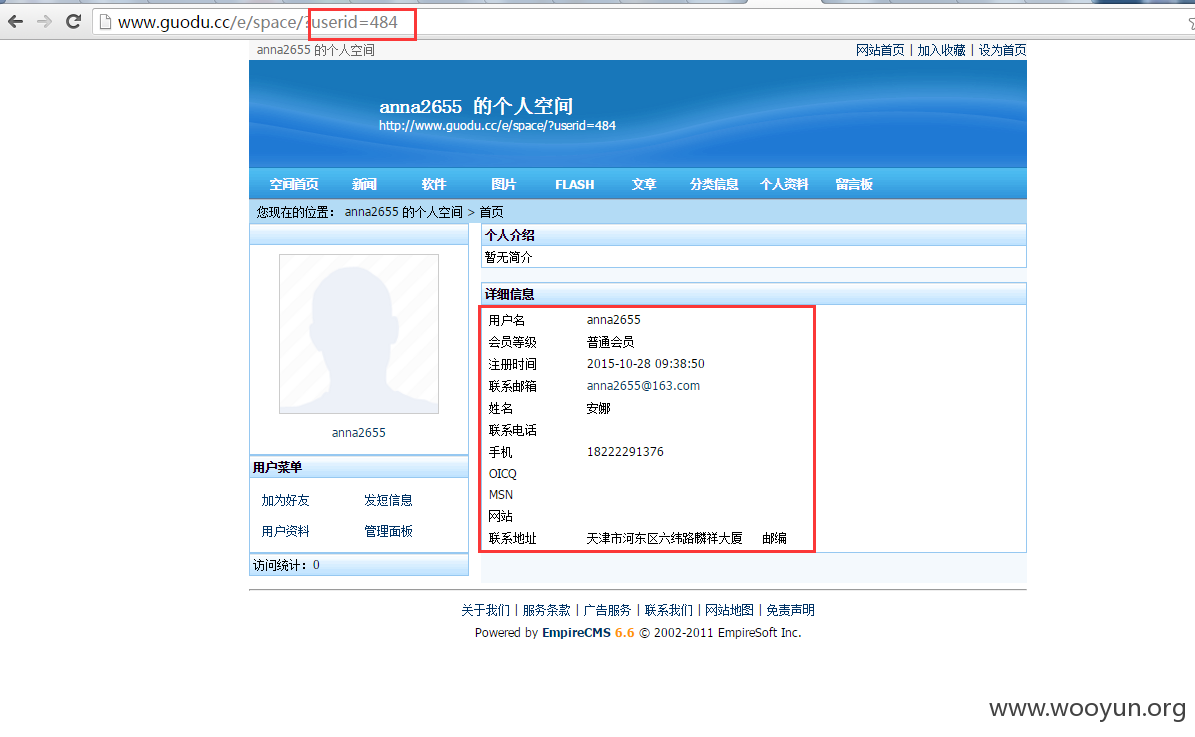 www.guodu.cc/e/space/?userid=484
anna2655 的个人空间
网站首页 | 加入收藏 | 设为首页
anna2655 的个人空间
http://www.guodu.cc/e/space/?userid=484
空间首页 新闻 软件 图片 FLASH 文章 分类信息 个人资料 留言板
您现在的位置： anna2655 的个人空间 > 首页
个人介绍
暂无简介
anna2655
用户菜单
加为好友 发短信息
用户资料 管理面板
访问统计：0
详细信息
用户名 anna2655
会员等级 普通会员
注册时间 2015-10-28 09:38:50
联系邮箱 anna2655@163.com
姓名 安娜
联系电话
手机 18222291376
OICQ
MSN
网站
联系地址 天津市河东区六纬路麟祥大厦 邮编
关于我们 | 服务条款 | 广告服务 | 联系我们 | 网站地图 | 免责声明
Powered by EmpireCMS 6.6 © 2002-2011 EmpireSoft Inc.
www.wooyun.org